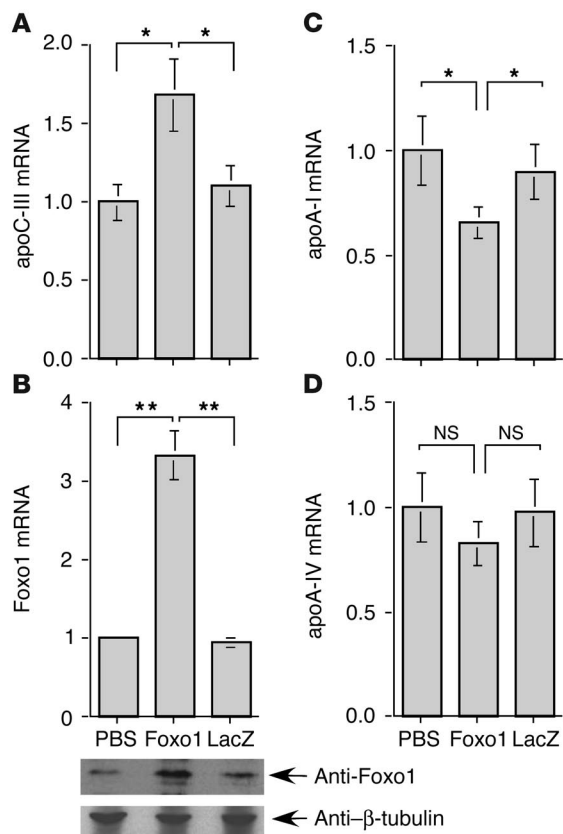 A
2.0
1.5
1.0
0.5
0.0
apoC-III mRNA
* *
B
4
3
2
1
0
Foxo1 mRNA
** **
PBS Foxo1 LacZ
Anti-Foxo1
Anti–β-tubulin
C
1.5
1.0
0.5
0.0
apoA-I mRNA
* *
D
1.5
1.0
0.5
0.0
apoA-IV mRNA
NS NS
PBS Foxo1 LacZ